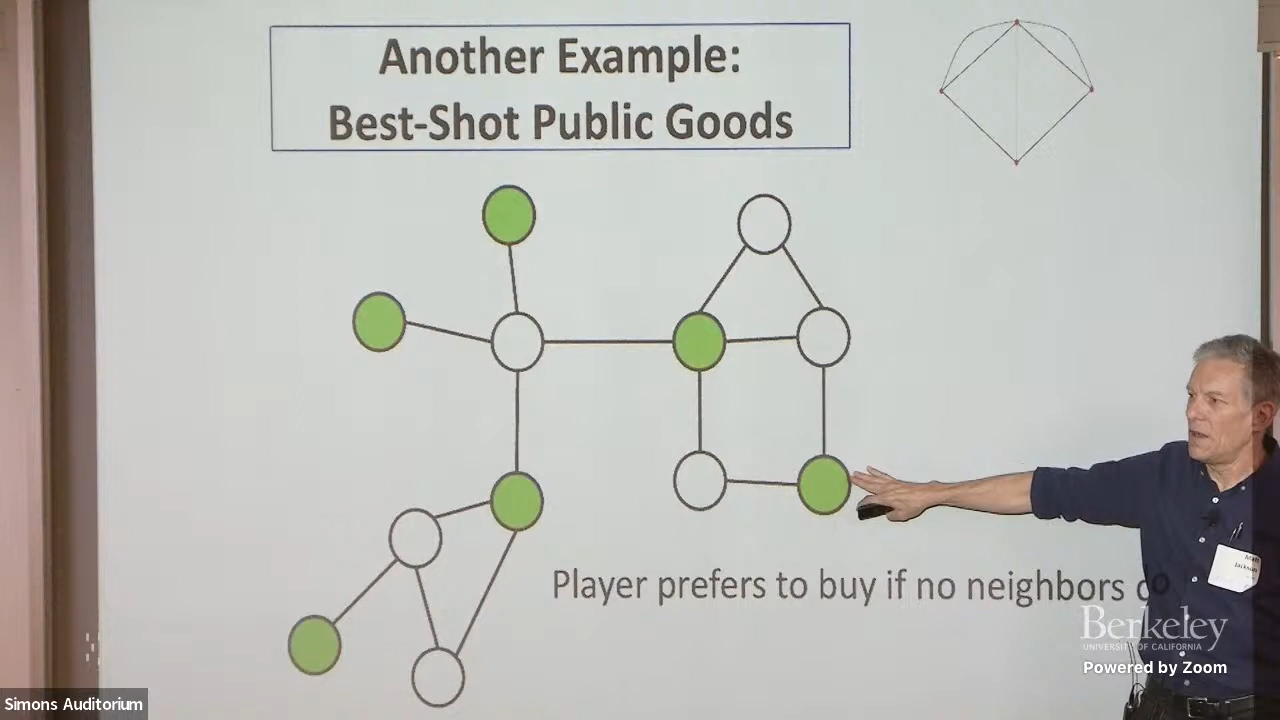 Another Example:
Best-Shot Public Goods
Player prefers to buy if no neighbors do
Berkeley
UNIVERSITY OF CALIFORNIA
Powered by Zoom
Simons Auditorium